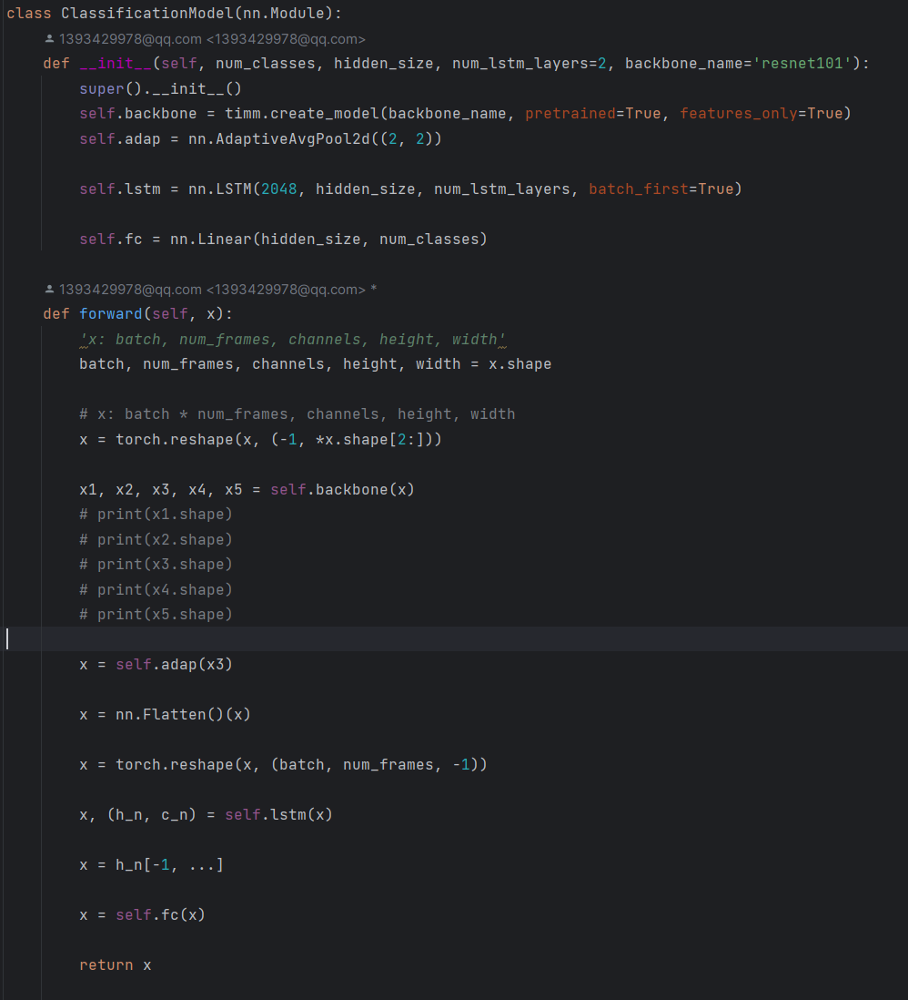 class ClassificationModel(nn.Module):
1393429978@qq.com <1393429978@qq.com>
def __init__(self, num_classes, hidden_size, num_lstm_layers=2, backbone_name='resnet101'):
super().__init__()
self.backbone = timm.create_model(backbone_name, pretrained=True, features_only=True)
self.adap = nn.AdaptiveAvgPool2d((2, 2))
self.lstm = nn.LSTM(2048, hidden_size, num_lstm_layers, batch_first=True)
self.fc = nn.Linear(hidden_size, num_classes)
1393429978@qq.com <1393429978@qq.com> *
def forward(self, x):
'x: batch, num_frames, channels, height, width'
batch, num_frames, channels, height, width = x.shape
# x: batch * num_frames, channels, height, width
x = torch.reshape(x, (-1, *x.shape[2:]))
x1, x2, x3, x4, x5 = self.backbone(x)
# print(x1.shape)
# print(x2.shape)
# print(x3.shape)
# print(x4.shape)
# print(x5.shape)
x = self.adap(x3)
x = nn.Flatten()(x)
x = torch.reshape(x, (batch, num_frames, -1))
x, (h_n, c_n) = self.lstm(x)
x = h_n[-1, ...]
x = self.fc(x)
return x